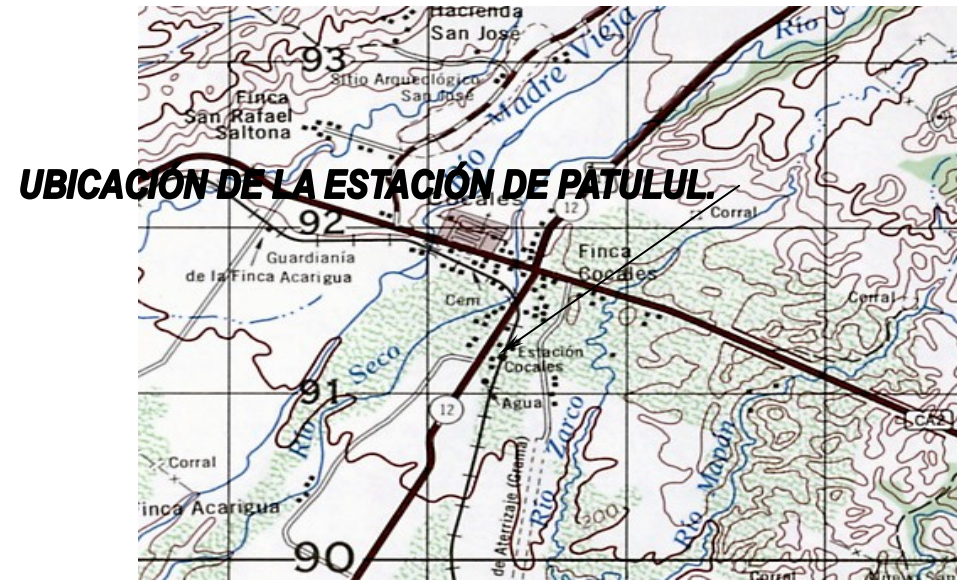 Hacienda
San José
93
Sitio Arqueológico
San José
Madre Vieja
Río
Finca
San Rafael
Saltona
Río
UBICACIÓN DE LA ESTACIÓN DE PATULUL.
Cocales
12
92
Corral
Guardianía
de la Finca Acarigua
Finca
Cocales
Cem
Corral
Estación
Cocales
Río Seco
91
Agua
12
CA2
Río Zarco
Río Mapán
Corral
Finca Acarigua
de Aterrizaje (Grama)
200
90
Corral